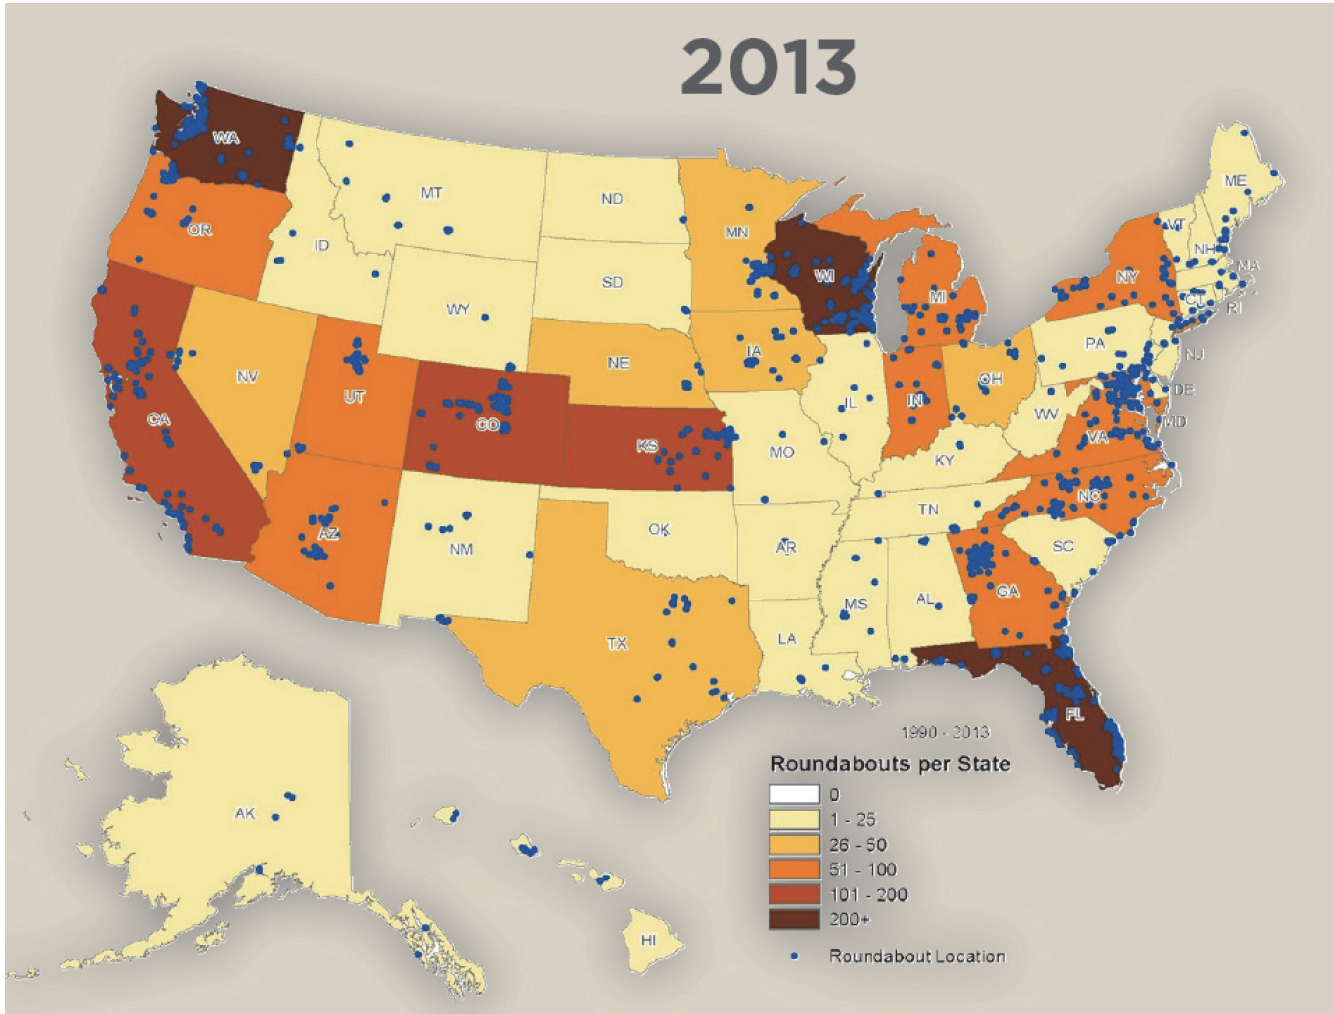 2013
WA
MT
ND
MN
ME
OR
ID
SD
WI
VT
NH
MA
WY
MI
NY
CT
RI
NV
UT
NE
IA
PA
NJ
CA
CO
KS
IL
IN
OH
DE
MD
WV
VA
MO
KY
AZ
NM
OK
AR
TN
NC
SC
TX
LA
MS
AL
GA
FL
AK
HI
1990 - 2013
Roundabouts per State
0
1 - 25
26 - 50
51 - 100
101 - 200
200+
Roundabout Location